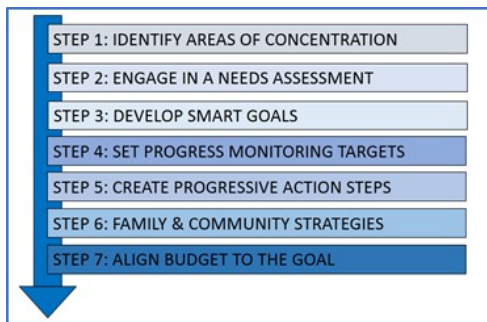 STEP 1: IDENTIFY AREAS OF CONCENTRATION
STEP 2: ENGAGE IN A NEEDS ASSESSMENT
STEP 3: DEVELOP SMART GOALS
STEP 4: SET PROGRESS MONITORING TARGETS
STEP 5: CREATE PROGRESSIVE ACTION STEPS
STEP 6: FAMILY & COMMUNITY STRATEGIES
STEP 7: ALIGN BUDGET TO THE GOAL